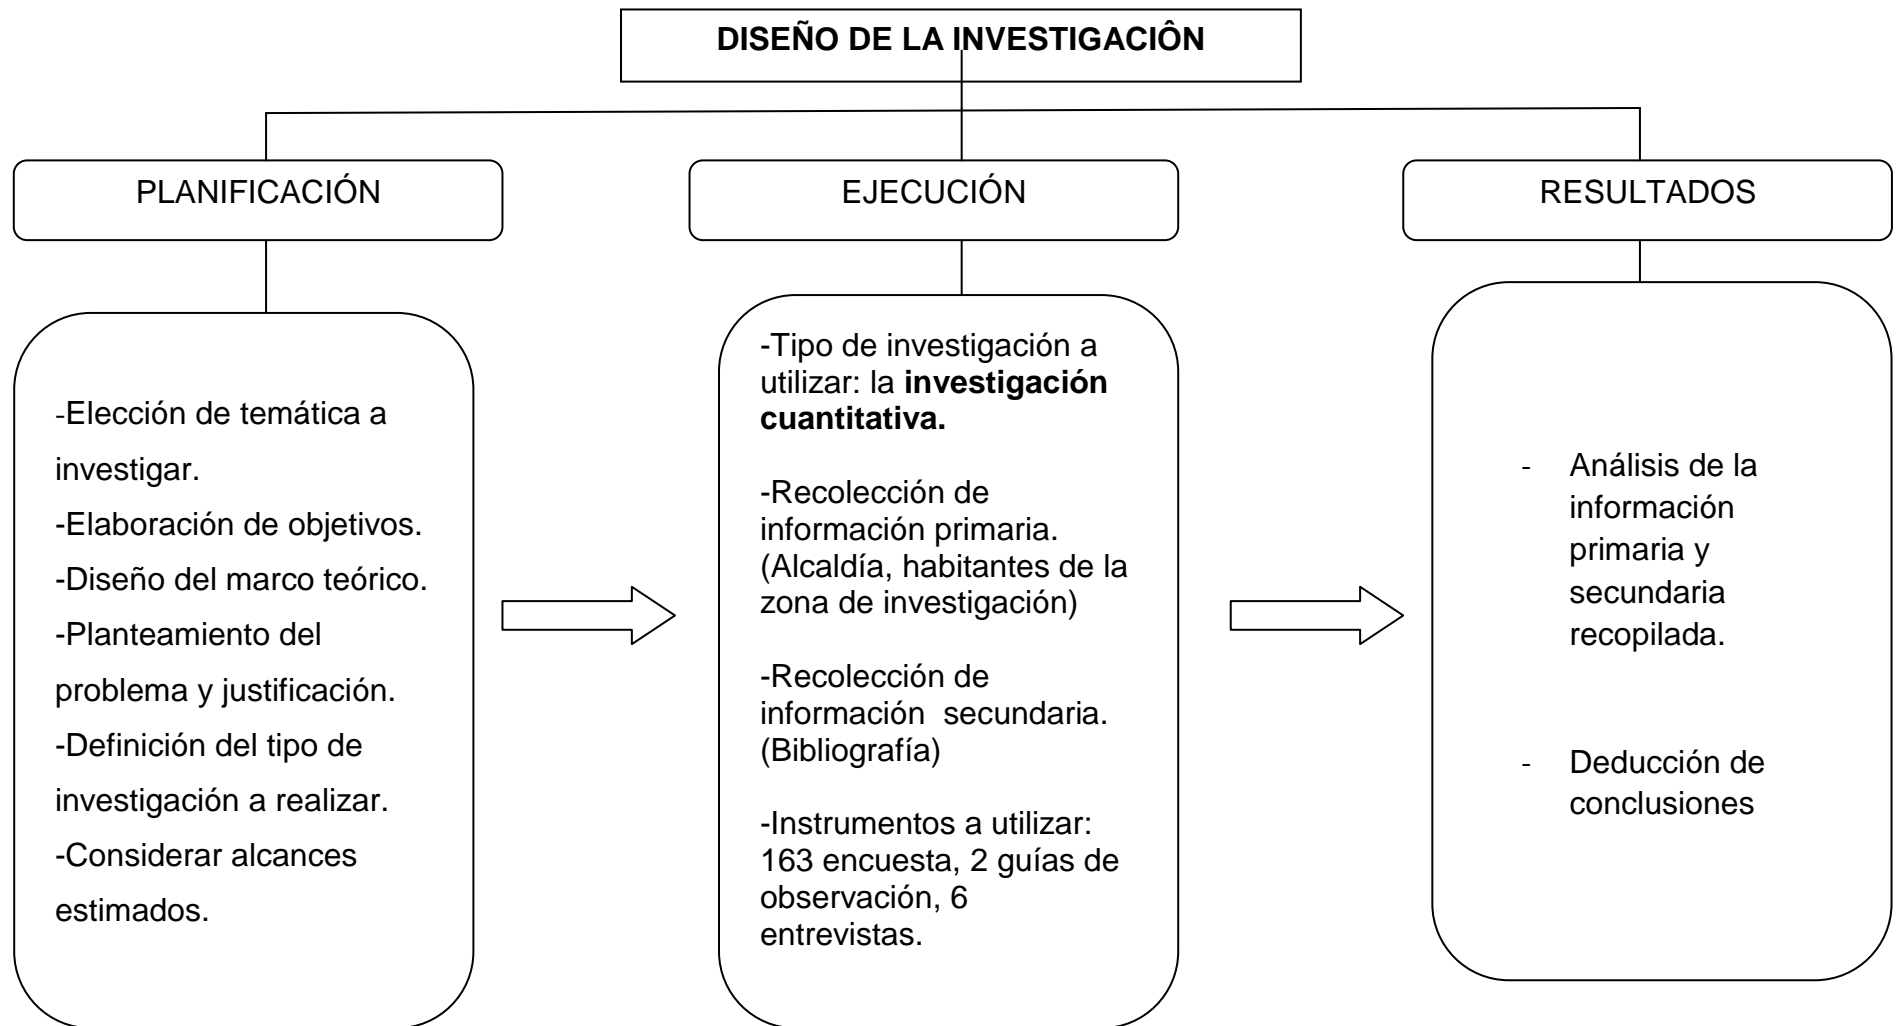 DISEÑO DE LA INVESTIGACIÔN
PLANIFICACIÓN
EJECUCIÓN
RESULTADOS
-Elección de temática a
investigar.
-Elaboración de objetivos.
-Diseño del marco teórico.
-Planteamiento del
problema y justificación.
-Definición del tipo de
investigación a realizar.
-Considerar alcances
estimados.
-Tipo de investigación a
utilizar: la investigación
cuantitativa.
-Recolección de
información primaria.
(Alcaldía, habitantes de la
zona de investigación)
-Recolección de
información  secundaria.
(Bibliografía)
-Instrumentos a utilizar:
163 encuesta, 2 guías de
observación, 6
entrevistas.
- Análisis de la
información
primaria y
secundaria
recopilada.
- Deducción de
conclusiones